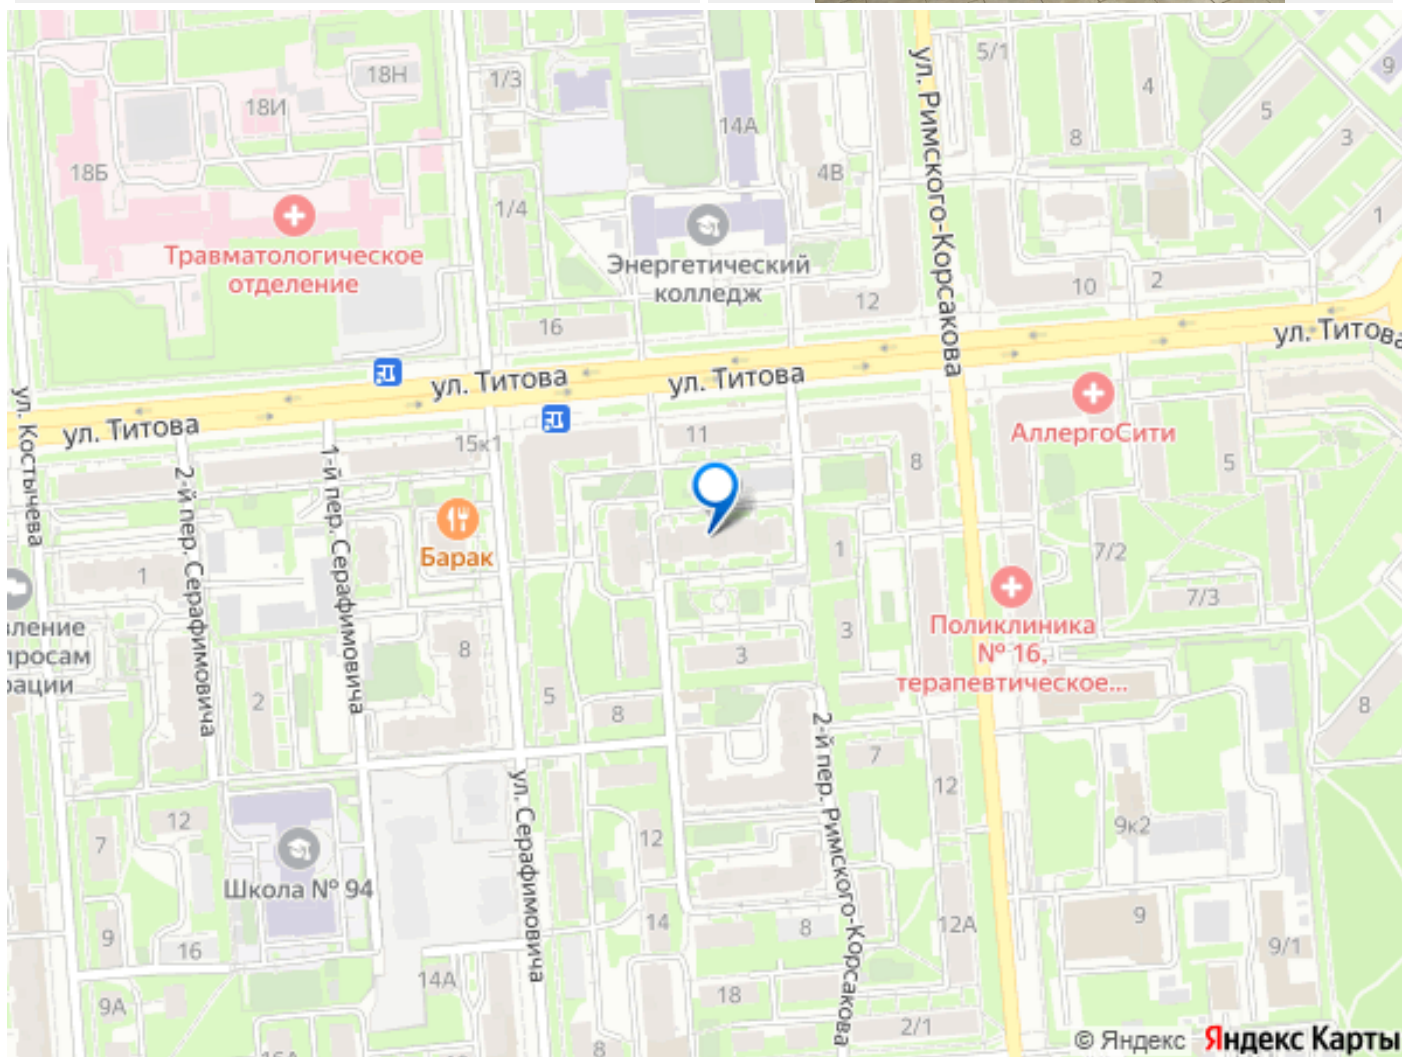 5/1
18Н
1/3
4
9
18И
5
14А
8
3
18Б
4В
1/4
1
ул. Римского-Корсакова
Травматологическое
отделение
Энергетический
колледж
2
10
12
16
ул. Титова
ул. Титова
ул. Титова
ул. Титова
АллергоСити
ул. Костычева
15к1
11
8
5
2-й пер. Серафимовича
1-й пер. Серафимовича
Барак
1
7/2
1
7/3
вление
просам
рации
Поликлиника
№ 16,
терапевтическое...
3
8
3
2
5
8
8
7
12
2-й пер. Римского-Корсакова
ул. Серафимовича
12
7
12
9к2
Школа № 94
9
16
14
8
12А
9
9/1
14А
9А
18
2/1
8
© Яндекс Яндекс Карты